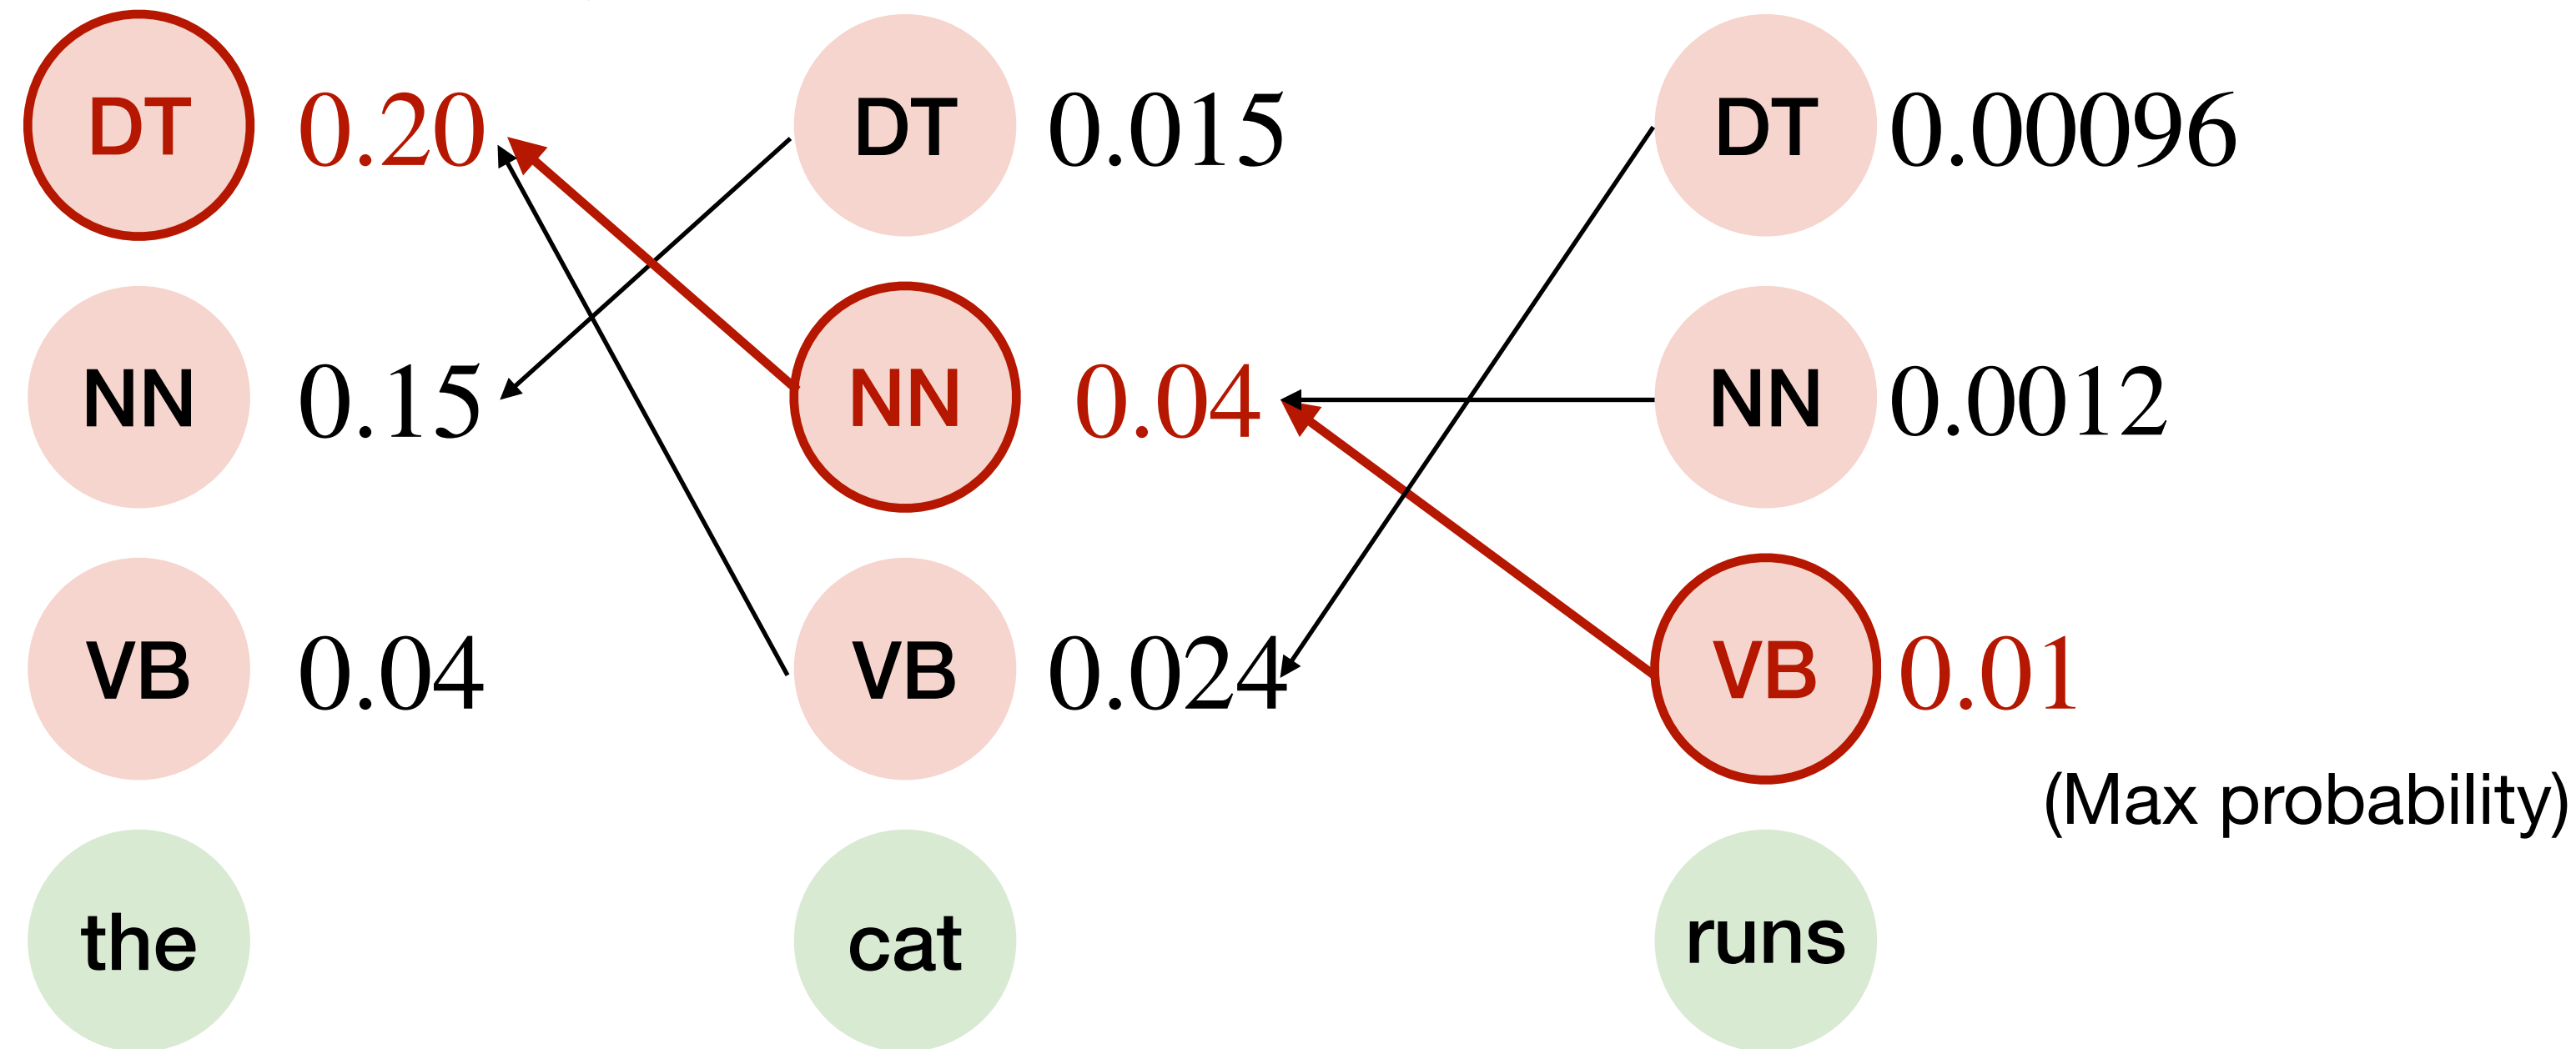 DT 0.20 DT 0.015 DT 0.00096
NN 0.15 NN 0.04 NN 0.0012
VB 0.04 VB 0.024 VB 0.01
(Max probability)
the cat runs